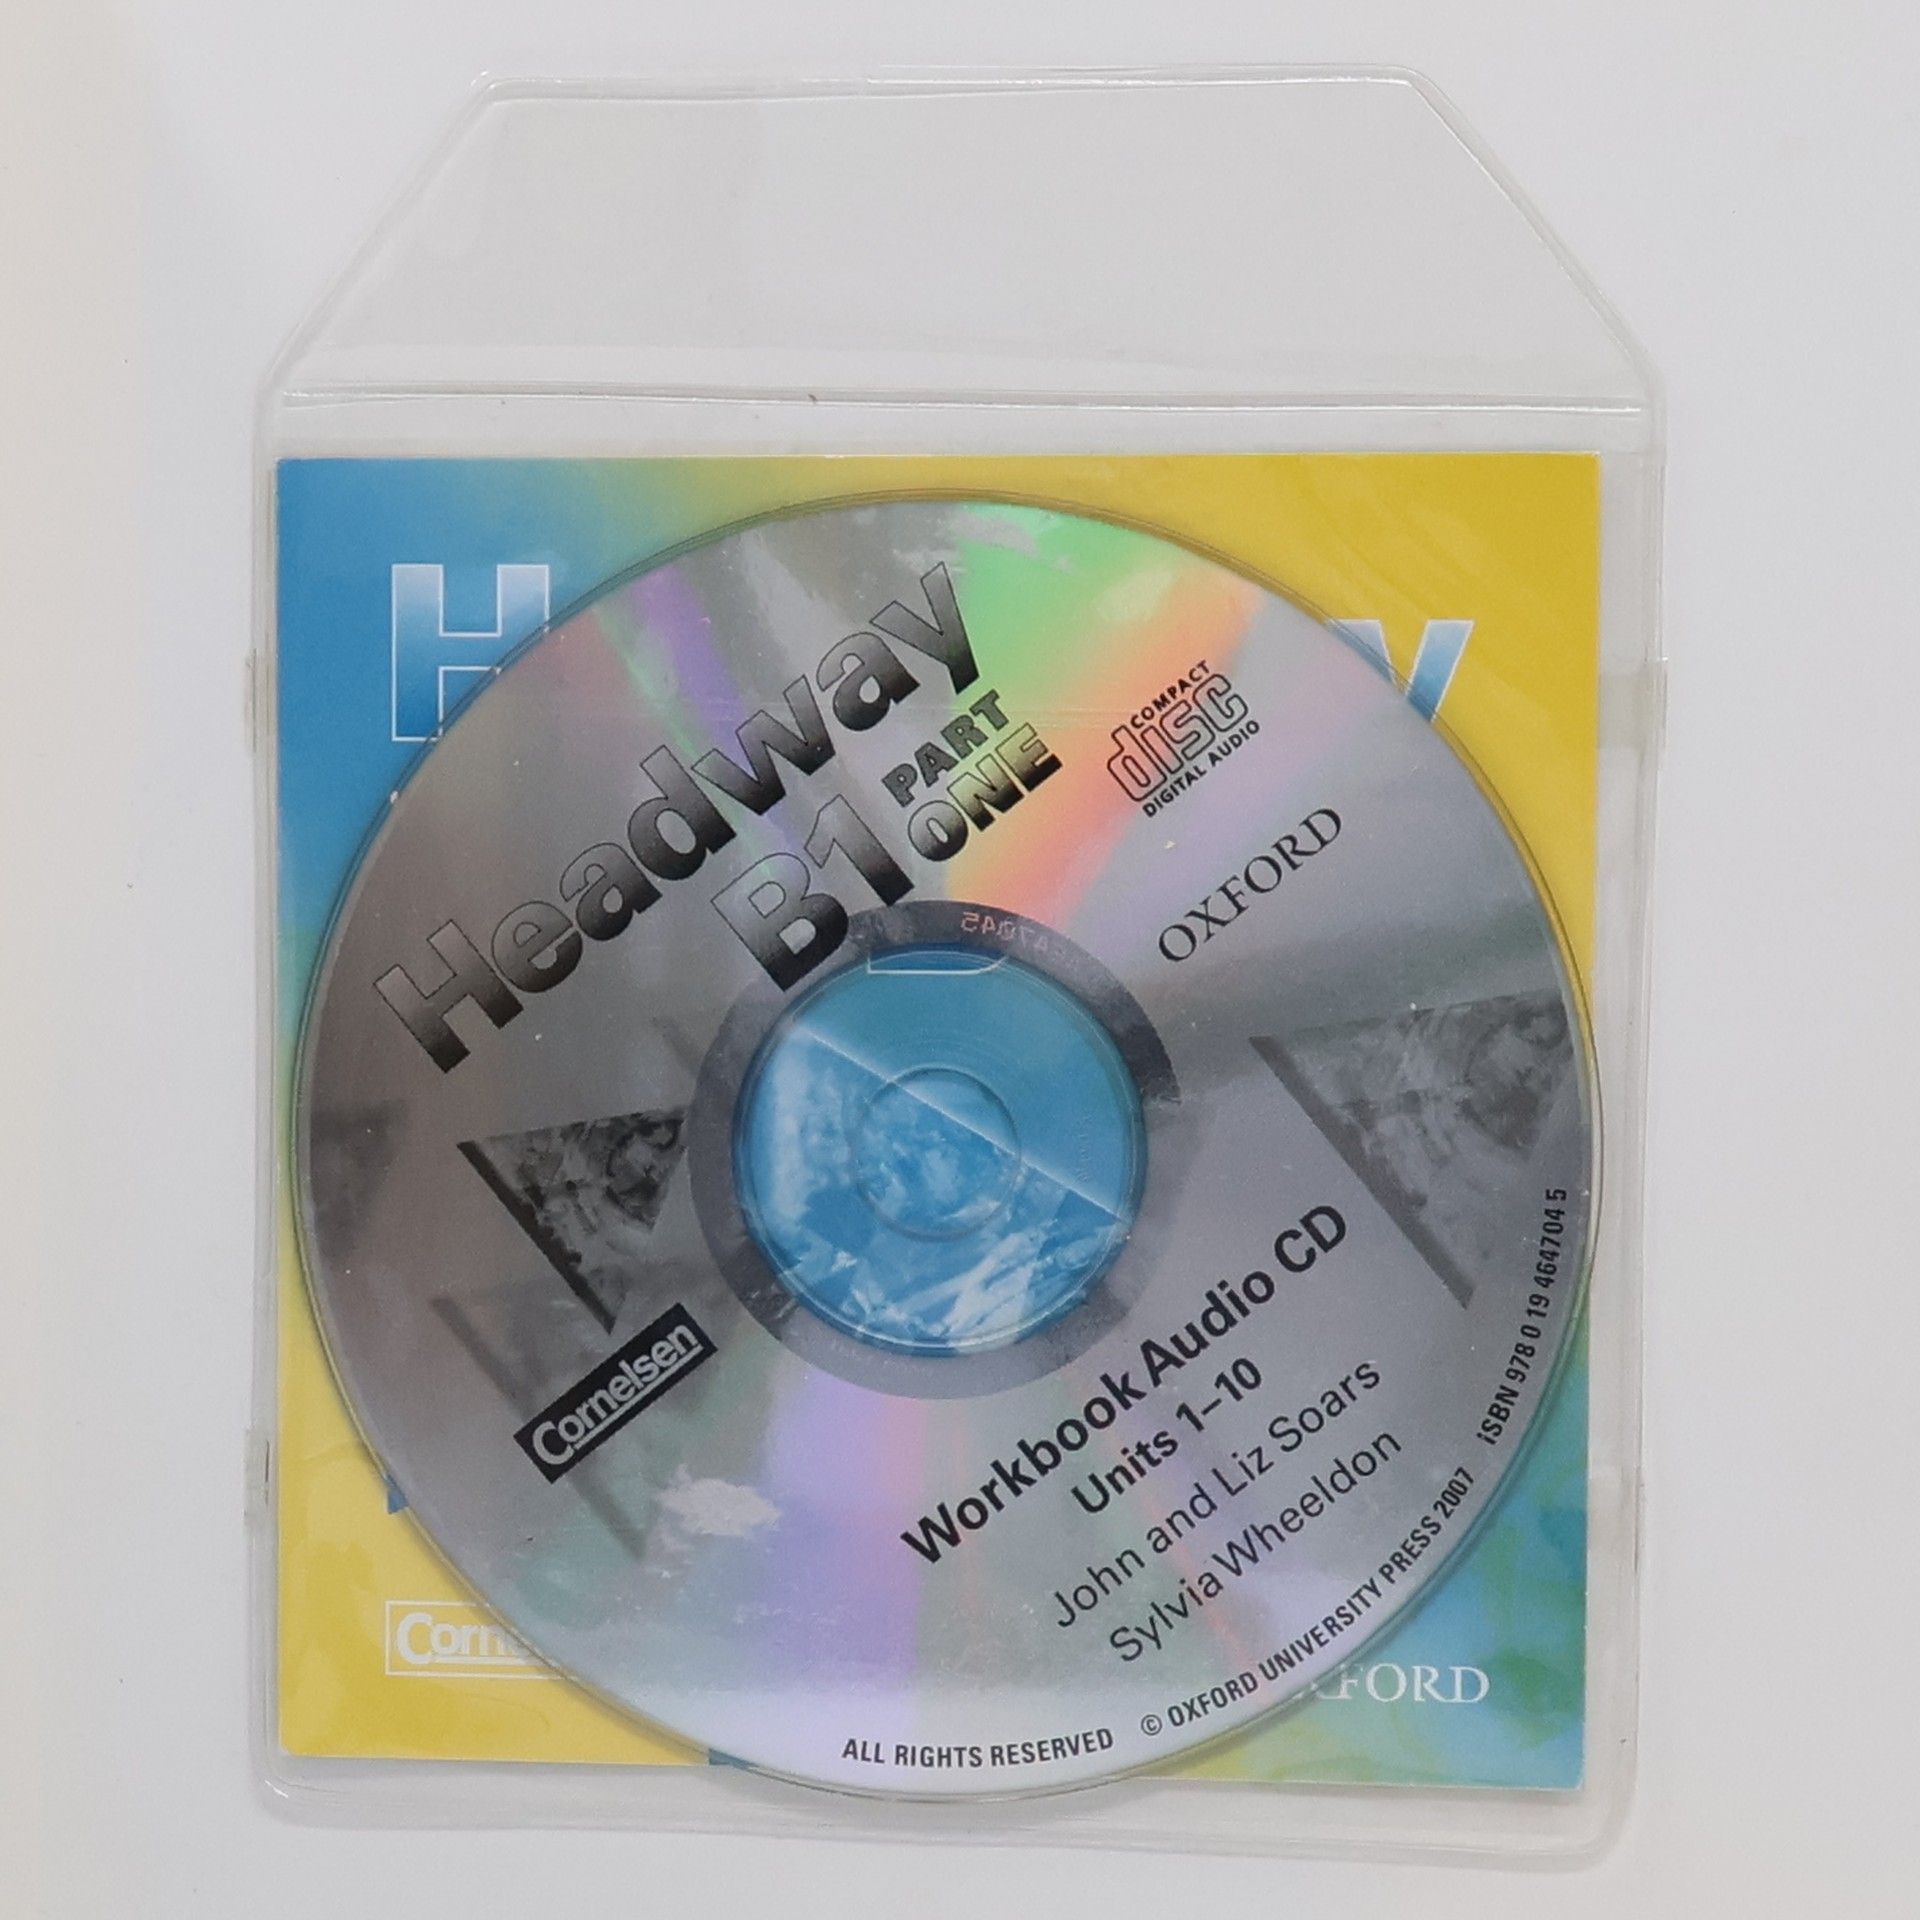 Headway
B1 PART
ONE
COMPACT
disc
DIGITAL AUDIO
OXFORD
Cornelsen
Workbook Audio CD
Units 1–10
John and Liz Soars
Sylvia Wheeldon
ALL RIGHTS RESERVED © OXFORD UNIVERSITY PRESS 2007 iSBN 978 0 19 464704 5